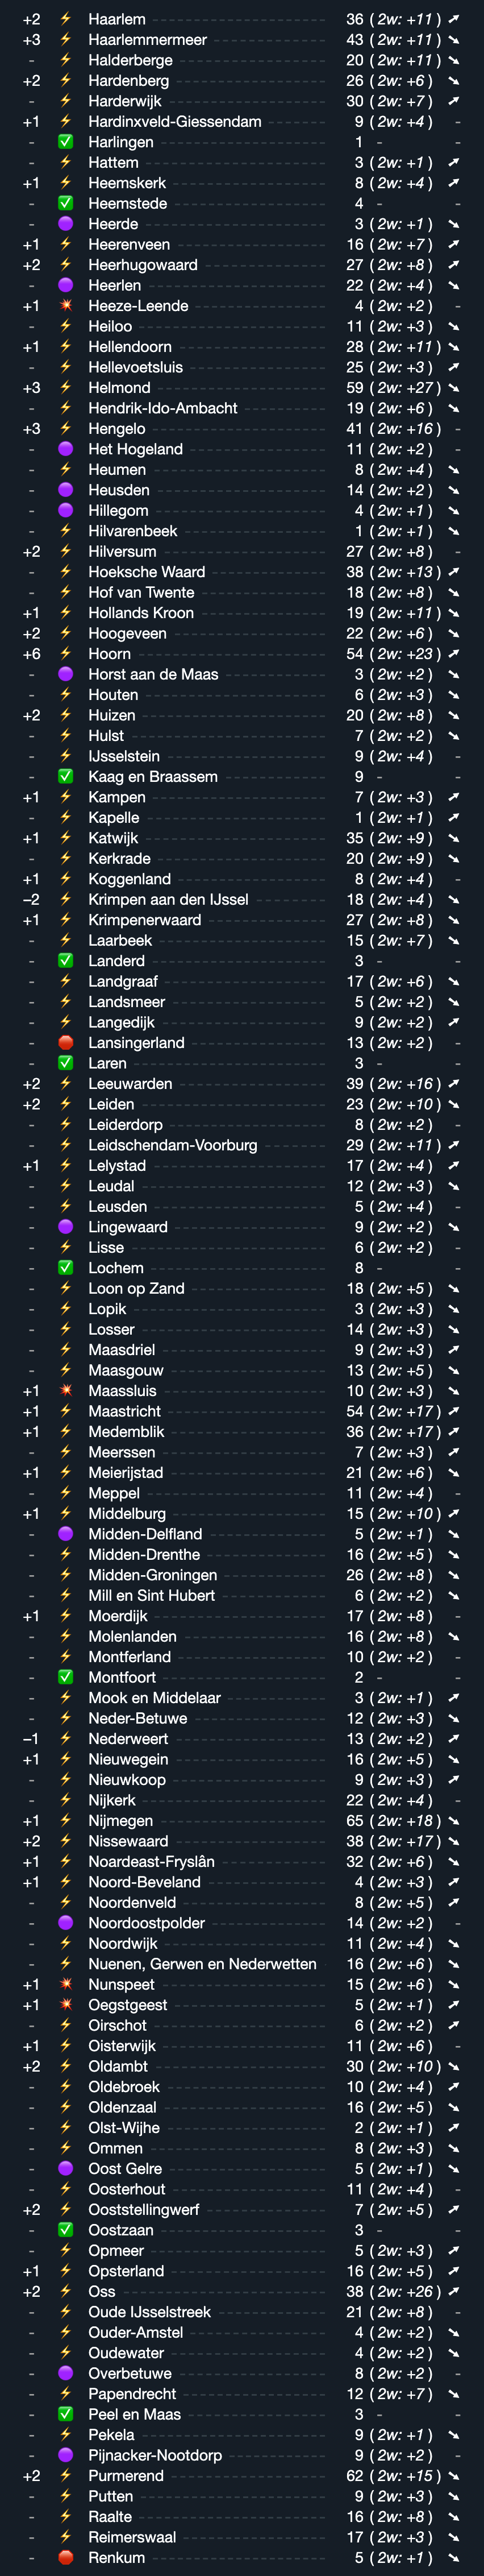 +2 ⚡ Haarlem 36 ( 2w: +11 ) ➚
+3 ⚡ Haarlemmermeer 43 ( 2w: +11 ) ➘
- ⚡ Halderberge 20 ( 2w: +11 ) ➘
+2 ⚡ Hardenberg 26 ( 2w: +6 ) ➘
- ⚡ Harderwijk 30 ( 2w: +7 ) ➚
+1 ⚡ Hardinxveld-Giessendam 9 ( 2w: +4 ) -
- ✅ Harlingen 1 - -
- ⚡ Hattem 3 ( 2w: +1 ) ➚
+1 ⚡ Heemskerk 8 ( 2w: +4 ) ➚
- ✅ Heemstede 4 - -
- 🟣 Heerde 3 ( 2w: +1 ) ➘
+1 ⚡ Heerenveen 16 ( 2w: +7 ) ➚
+2 ⚡ Heerhugowaard 27 ( 2w: +8 ) ➚
- 🟣 Heerlen 22 ( 2w: +4 ) ➘
+1 💥 Heeze-Leende 4 ( 2w: +2 ) -
- ⚡ Heiloo 11 ( 2w: +3 ) ➘
+1 ⚡ Hellendoorn 28 ( 2w: +11 ) ➘
- ⚡ Hellevoetsluis 25 ( 2w: +3 ) ➚
+3 ⚡ Helmond 59 ( 2w: +27 ) ➘
- ⚡ Hendrik-Ido-Ambacht 19 ( 2w: +6 ) ➘
+3 ⚡ Hengelo 41 ( 2w: +16 ) -
- 🟣 Het Hogeland 11 ( 2w: +2 ) -
- ⚡ Heumen 8 ( 2w: +4 ) ➘
- 🟣 Heusden 14 ( 2w: +2 ) ➘
- 🟣 Hillegom 4 ( 2w: +1 ) ➘
- ⚡ Hilvarenbeek 1 ( 2w: +1 ) ➘
+2 ⚡ Hilversum 27 ( 2w: +8 ) -
- ⚡ Hoeksche Waard 38 ( 2w: +13 ) ➚
- ⚡ Hof van Twente 18 ( 2w: +8 ) ➘
+1 ⚡ Hollands Kroon 19 ( 2w: +11 ) ➘
+2 ⚡ Hoogeveen 22 ( 2w: +6 ) ➘
+6 ⚡ Hoorn 54 ( 2w: +23 ) ➚
- 🟣 Horst aan de Maas 3 ( 2w: +2 ) ➘
- ⚡ Houten 6 ( 2w: +3 ) ➘
+2 ⚡ Huizen 20 ( 2w: +8 ) ➘
- ⚡ Hulst 7 ( 2w: +2 ) ➘
- ⚡ IJsselstein 9 ( 2w: +4 ) -
- ✅ Kaag en Braassem 9 - -
+1 ⚡ Kampen 7 ( 2w: +3 ) ➚
- ⚡ Kapelle 1 ( 2w: +1 ) ➚
+1 ⚡ Katwijk 35 ( 2w: +9 ) ➘
- ⚡ Kerkrade 20 ( 2w: +9 ) ➘
+1 ⚡ Koggenland 8 ( 2w: +4 ) -
−2 ⚡ Krimpen aan den IJssel 18 ( 2w: +4 ) ➘
+1 ⚡ Krimpenerwaard 27 ( 2w: +8 ) ➘
- ⚡ Laarbeek 15 ( 2w: +7 ) ➘
- ✅ Landerd 3 - -
- ⚡ Landgraaf 17 ( 2w: +6 ) ➘
- ⚡ Landsmeer 5 ( 2w: +2 ) ➘
- ⚡ Langedijk 9 ( 2w: +2 ) ➚
- 🛑 Lansingerland 13 ( 2w: +2 ) -
- ✅ Laren 3 - -
+2 ⚡ Leeuwarden 39 ( 2w: +16 ) ➚
+2 ⚡ Leiden 23 ( 2w: +10 ) ➘
- ⚡ Leiderdorp 8 ( 2w: +2 ) -
- ⚡ Leidschendam-Voorburg 29 ( 2w: +11 ) ➚
+1 ⚡ Lelystad 17 ( 2w: +4 ) ➚
- ⚡ Leudal 12 ( 2w: +3 ) ➘
- ⚡ Leusden 5 ( 2w: +4 ) -
- 🟣 Lingewaard 9 ( 2w: +2 ) ➘
- ⚡ Lisse 6 ( 2w: +2 ) -
- ✅ Lochem 8 - -
- ⚡ Loon op Zand 18 ( 2w: +5 ) ➘
- ⚡ Lopik 3 ( 2w: +3 ) ➘
- ⚡ Losser 14 ( 2w: +3 ) ➘
- ⚡ Maasdriel 9 ( 2w: +3 ) ➚
- ⚡ Maasgouw 13 ( 2w: +5 ) ➘
+1 💥 Maassluis 10 ( 2w: +3 ) ➘
+1 ⚡ Maastricht 54 ( 2w: +17 ) ➚
+1 ⚡ Medemblik 36 ( 2w: +17 ) ➚
- ⚡ Meerssen 7 ( 2w: +3 ) ➚
+1 ⚡ Meierijstad 21 ( 2w: +6 ) ➘
- ⚡ Meppel 11 ( 2w: +4 ) -
+1 ⚡ Middelburg 15 ( 2w: +10 ) ➚
- 🟣 Midden-Delfland 5 ( 2w: +1 ) ➘
- ⚡ Midden-Drenthe 16 ( 2w: +5 ) ➘
- ⚡ Midden-Groningen 26 ( 2w: +8 ) ➘
- ⚡ Mill en Sint Hubert 6 ( 2w: +2 ) ➘
+1 ⚡ Moerdijk 17 ( 2w: +8 ) -
- ⚡ Molenlanden 16 ( 2w: +8 ) ➘
- ⚡ Montferland 10 ( 2w: +2 ) -
- ✅ Montfoort 2 - -
- ⚡ Mook en Middelaar 3 ( 2w: +1 ) ➚
- ⚡ Neder-Betuwe 12 ( 2w: +3 ) ➘
−1 ⚡ Nederweert 13 ( 2w: +2 ) ➚
+1 ⚡ Nieuwegein 16 ( 2w: +5 ) ➘
- ⚡ Nieuwkoop 9 ( 2w: +3 ) ➚
- ⚡ Nijkerk 22 ( 2w: +4 ) -
+1 ⚡ Nijmegen 65 ( 2w: +18 ) ➘
+2 ⚡ Nissewaard 38 ( 2w: +17 ) ➘
+1 ⚡ Noardeast-Fryslân 32 ( 2w: +6 ) ➘
+1 ⚡ Noord-Beveland 4 ( 2w: +3 ) ➚
- ⚡ Noordenveld 8 ( 2w: +5 ) ➚
- 🟣 Noordoostpolder 14 ( 2w: +2 ) -
- ⚡ Noordwijk 11 ( 2w: +4 ) ➘
- ⚡ Nuenen, Gerwen en Nederwetten 16 ( 2w: +6 ) ➘
+1 💥 Nunspeet 15 ( 2w: +6 ) ➘
+1 💥 Oegstgeest 5 ( 2w: +1 ) ➚
- ⚡ Oirschot 6 ( 2w: +2 ) ➚
+1 ⚡ Oisterwijk 11 ( 2w: +6 ) -
+2 ⚡ Oldambt 30 ( 2w: +10 ) ➘
- ⚡ Oldebroek 10 ( 2w: +4 ) ➚
- ⚡ Oldenzaal 16 ( 2w: +5 ) ➘
- ⚡ Olst-Wijhe 2 ( 2w: +1 ) ➚
- ⚡ Ommen 8 ( 2w: +3 ) ➘
- 🟣 Oost Gelre 5 ( 2w: +1 ) ➘
- ⚡ Oosterhout 11 ( 2w: +4 ) -
+2 ⚡ Ooststellingwerf 7 ( 2w: +5 ) ➚
- ✅ Oostzaan 3 - -
- ⚡ Opmeer 5 ( 2w: +3 ) ➚
+1 ⚡ Opsterland 16 ( 2w: +5 ) ➚
+2 ⚡ Oss 38 ( 2w: +26 ) ➚
- ⚡ Oude IJsselstreek 21 ( 2w: +8 ) -
- ⚡ Ouder-Amstel 4 ( 2w: +2 ) ➘
- ⚡ Oudewater 4 ( 2w: +2 ) ➘
- 🟣 Overbetuwe 8 ( 2w: +2 ) -
- ⚡ Papendrecht 12 ( 2w: +7 ) ➘
- ✅ Peel en Maas 3 - -
- ⚡ Pekela 9 ( 2w: +1 ) ➘
- 🟣 Pijnacker-Nootdorp 9 ( 2w: +2 ) -
+2 ⚡ Purmerend 62 ( 2w: +15 ) ➘
- ⚡ Putten 9 ( 2w: +3 ) ➘
- ⚡ Raalte 16 ( 2w: +8 ) ➘
- ⚡ Reimerswaal 17 ( 2w: +3 ) ➘
- 🛑 Renkum 5 ( 2w: +1 ) ➘